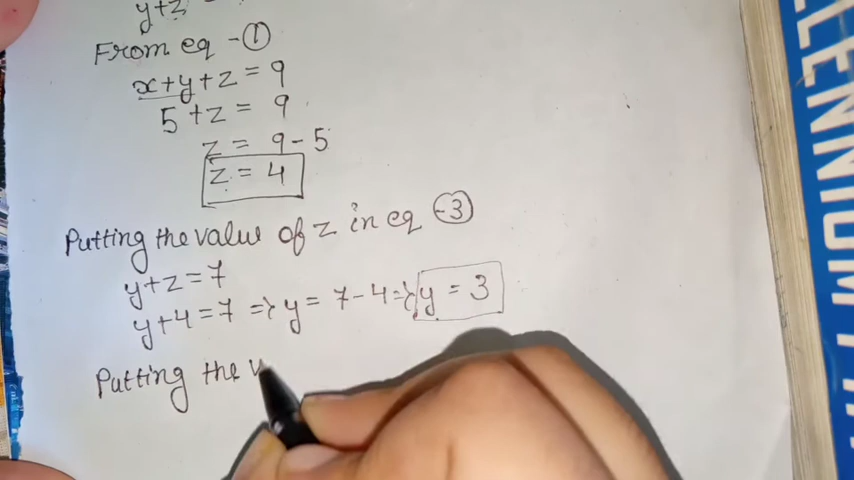 y+z
From eq - ①
x+y+z = 9
5+z = 9
z = 9-5
z = 4
Putting the value of z in eq -③
y+z=7
y+4=7 => y = 7-4 => y = 3
Putting the v